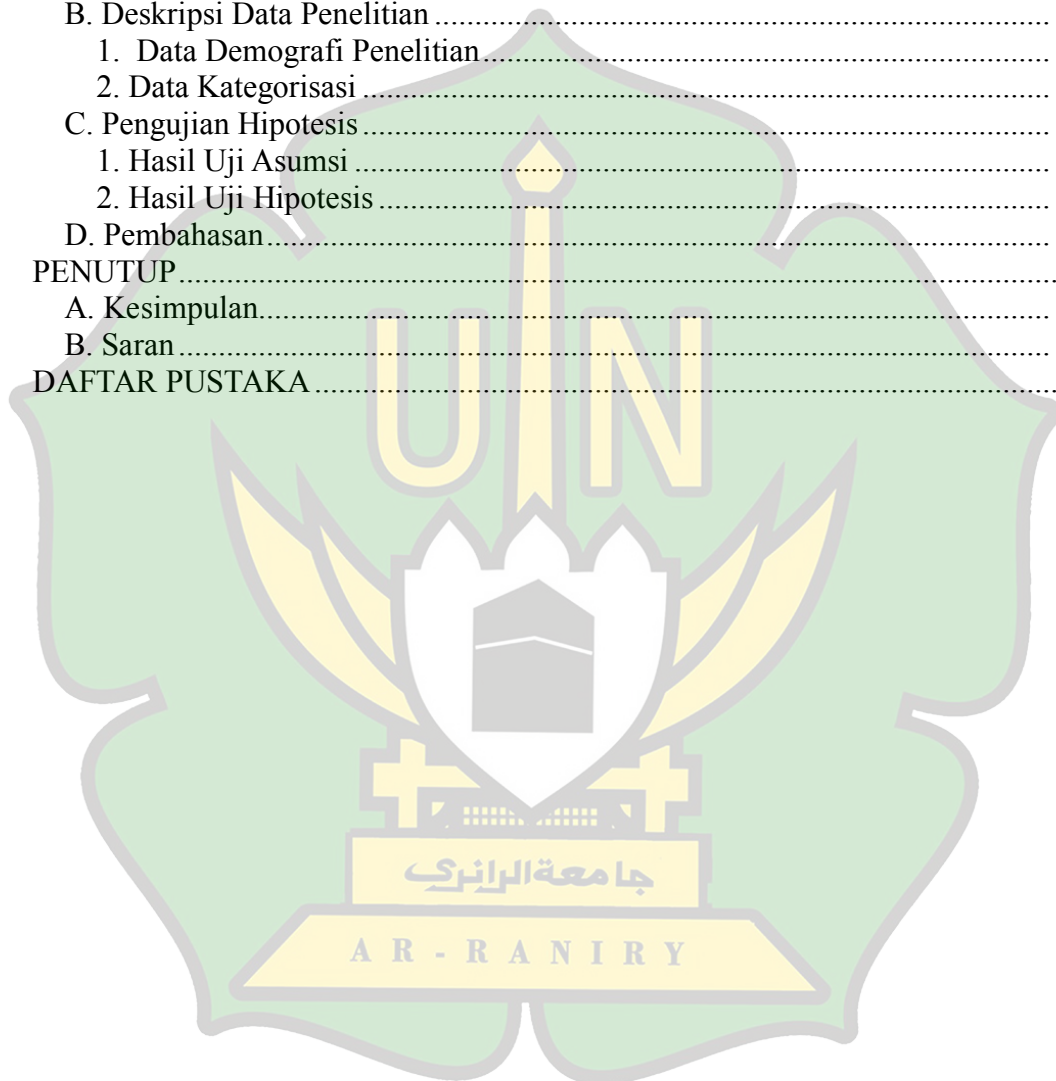 B. Deskripsi Data Penelitian ........................................................................................
1. Data Demografi Penelitian ........................................................................................
2. Data Kategorisasi ........................................................................................
C. Pengujian Hipotesis ........................................................................................
1. Hasil Uji Asumsi ........................................................................................
2. Hasil Uji Hipotesis ........................................................................................
D. Pembahasan ........................................................................................
PENUTUP ........................................................................................
A. Kesimpulan ........................................................................................
B. Saran ........................................................................................
DAFTAR PUSTAKA ........................................................................................
UIN
جامعة الرانري
AR-RANIRY